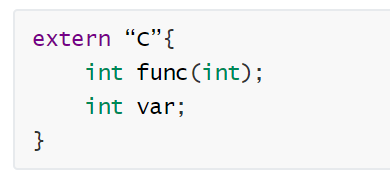 extern “C”{
    int func(int);
    int var;
}